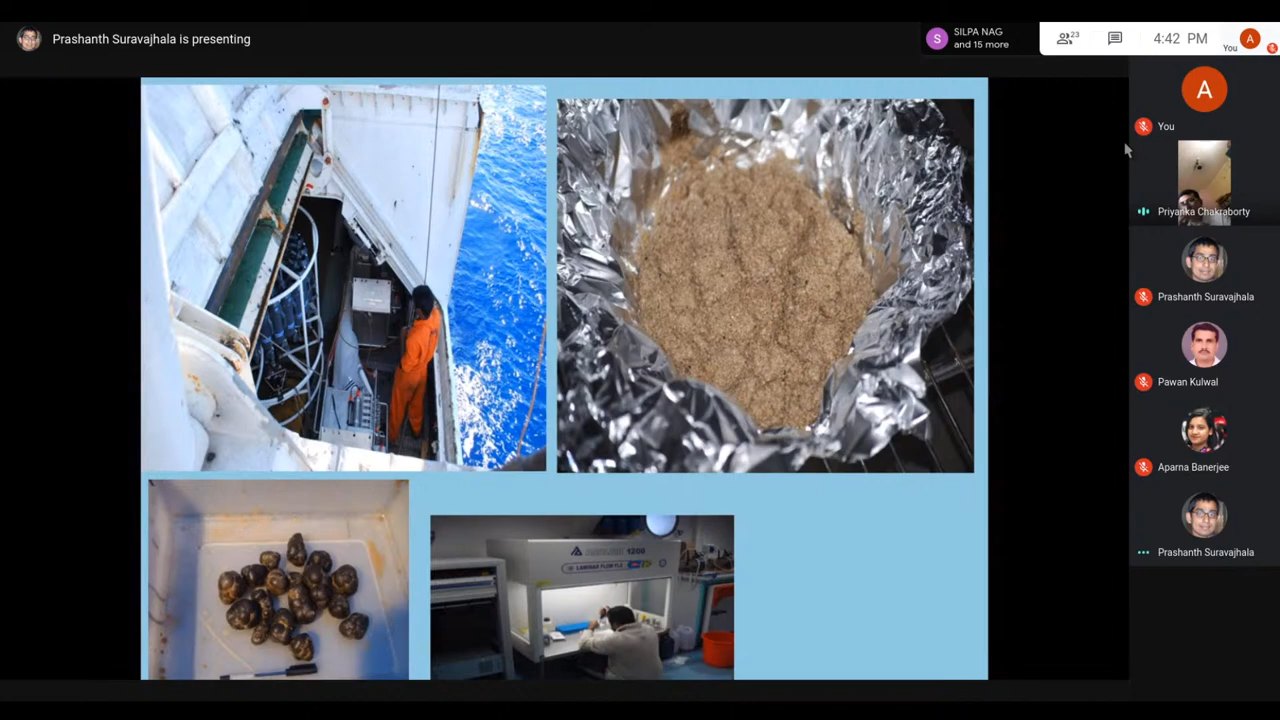 Prashanth Suravajhala is presenting
S
SILPA NAG
and 15 more
23
4:42 PM
You
A
A
You
Priyanka Chakraborty
Prashanth Suravajhala
Pawan Kulwal
Aparna Banerjee
Prashanth Suravajhala
1200
LAMINAR FLOW